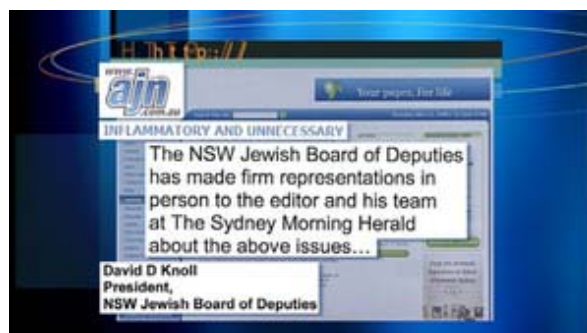 Http://
www.
ajn
.com.au
Your paper, For life
INFLAMMATORY AND UNNECESSARY
The NSW Jewish Board of Deputies
has made firm representations in
person to the editor and his team
at The Sydney Morning Herald
about the above issues…
David D Knoll
President,
NSW Jewish Board of Deputies